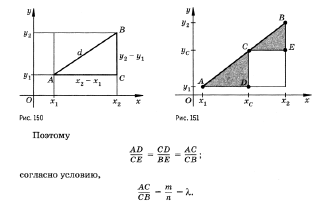 y
y₂
B
d
y₂ − y₁
y₁
A
x₂ − x₁
C
O
x₁
x₂
x
Рис. 150
y
y₂
B
y_C
C
E
y₁
A
D
O
x₁
x_C
x₂
x
Рис. 151
Поэтому
AD/CE = CD/BE = AC/CB;
согласно условию,
AC/CB = m/n = λ.